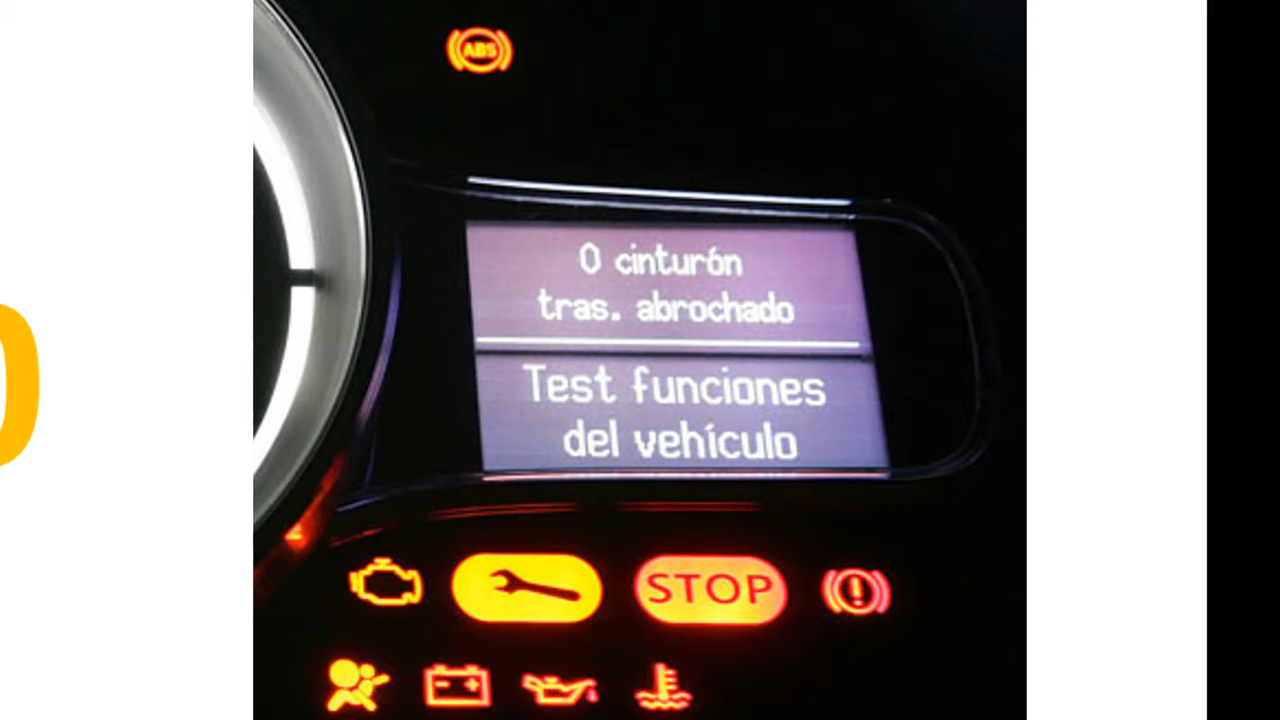 ABS
0 cinturón
tras. abrochado
Test funciones
del vehículo
STOP